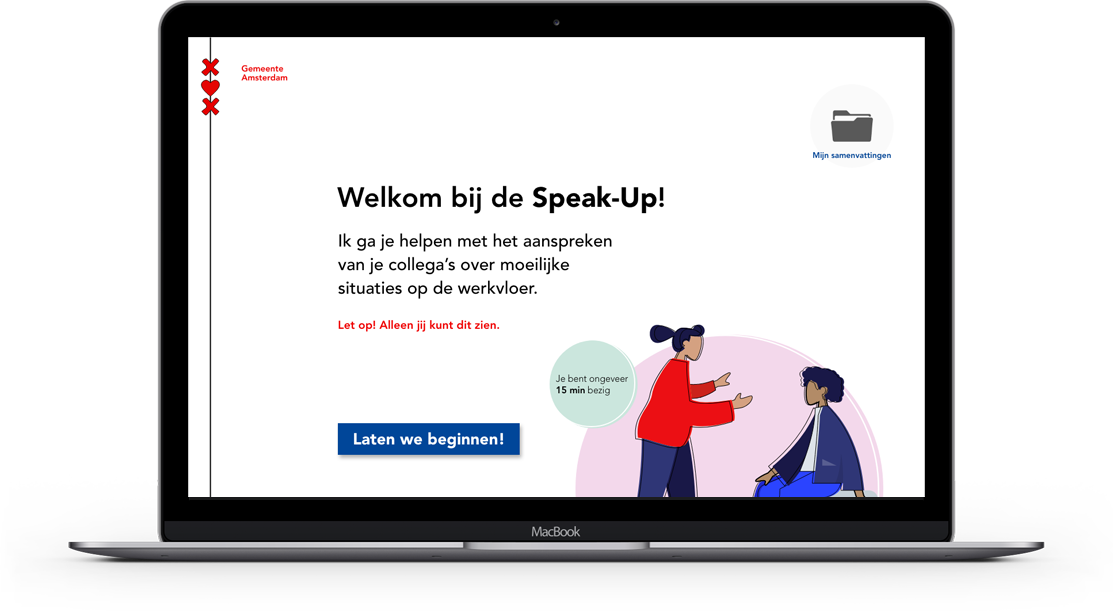 Gemeente
Amsterdam
Mijn samenvattingen
Welkom bij de Speak-Up!
Ik ga je helpen met het aanspreken
van je collega’s over moeilijke
situaties op de werkvloer.
Let op! Alleen jij kunt dit zien.
Je bent ongeveer
15 min bezig
Laten we beginnen!
MacBook